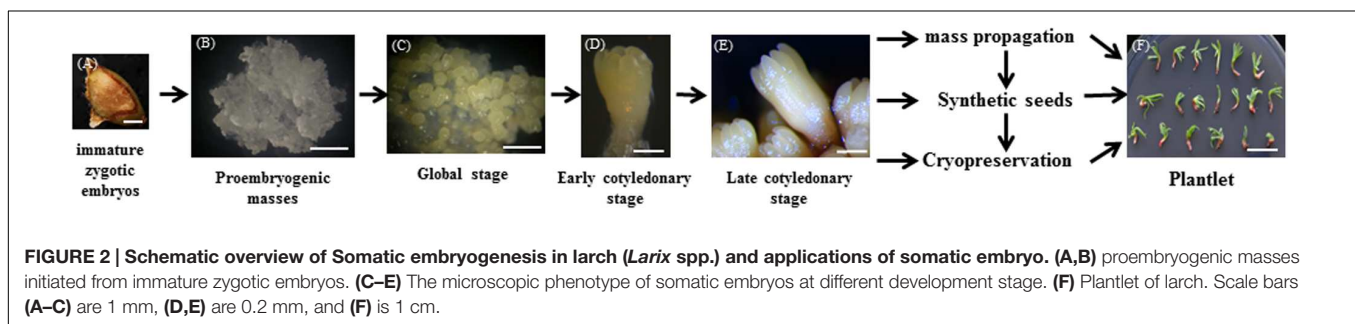 (A)
immature
zygotic
embryos
(B)
Proembryogenic
masses
(C)
Global stage
(D)
Early cotyledonary
stage
(E)
Late cotyledonary
stage
mass propagation
Synthetic seeds
Cryopreservation
(F)
Plantlet
FIGURE 2 | Schematic overview of Somatic embryogenesis in larch (Larix spp.) and applications of somatic embryo. (A,B) proembryogenic masses
initiated from immature zygotic embryos. (C–E) The microscopic phenotype of somatic embryos at different development stage. (F) Plantlet of larch. Scale bars
(A–C) are 1 mm, (D,E) are 0.2 mm, and (F) is 1 cm.